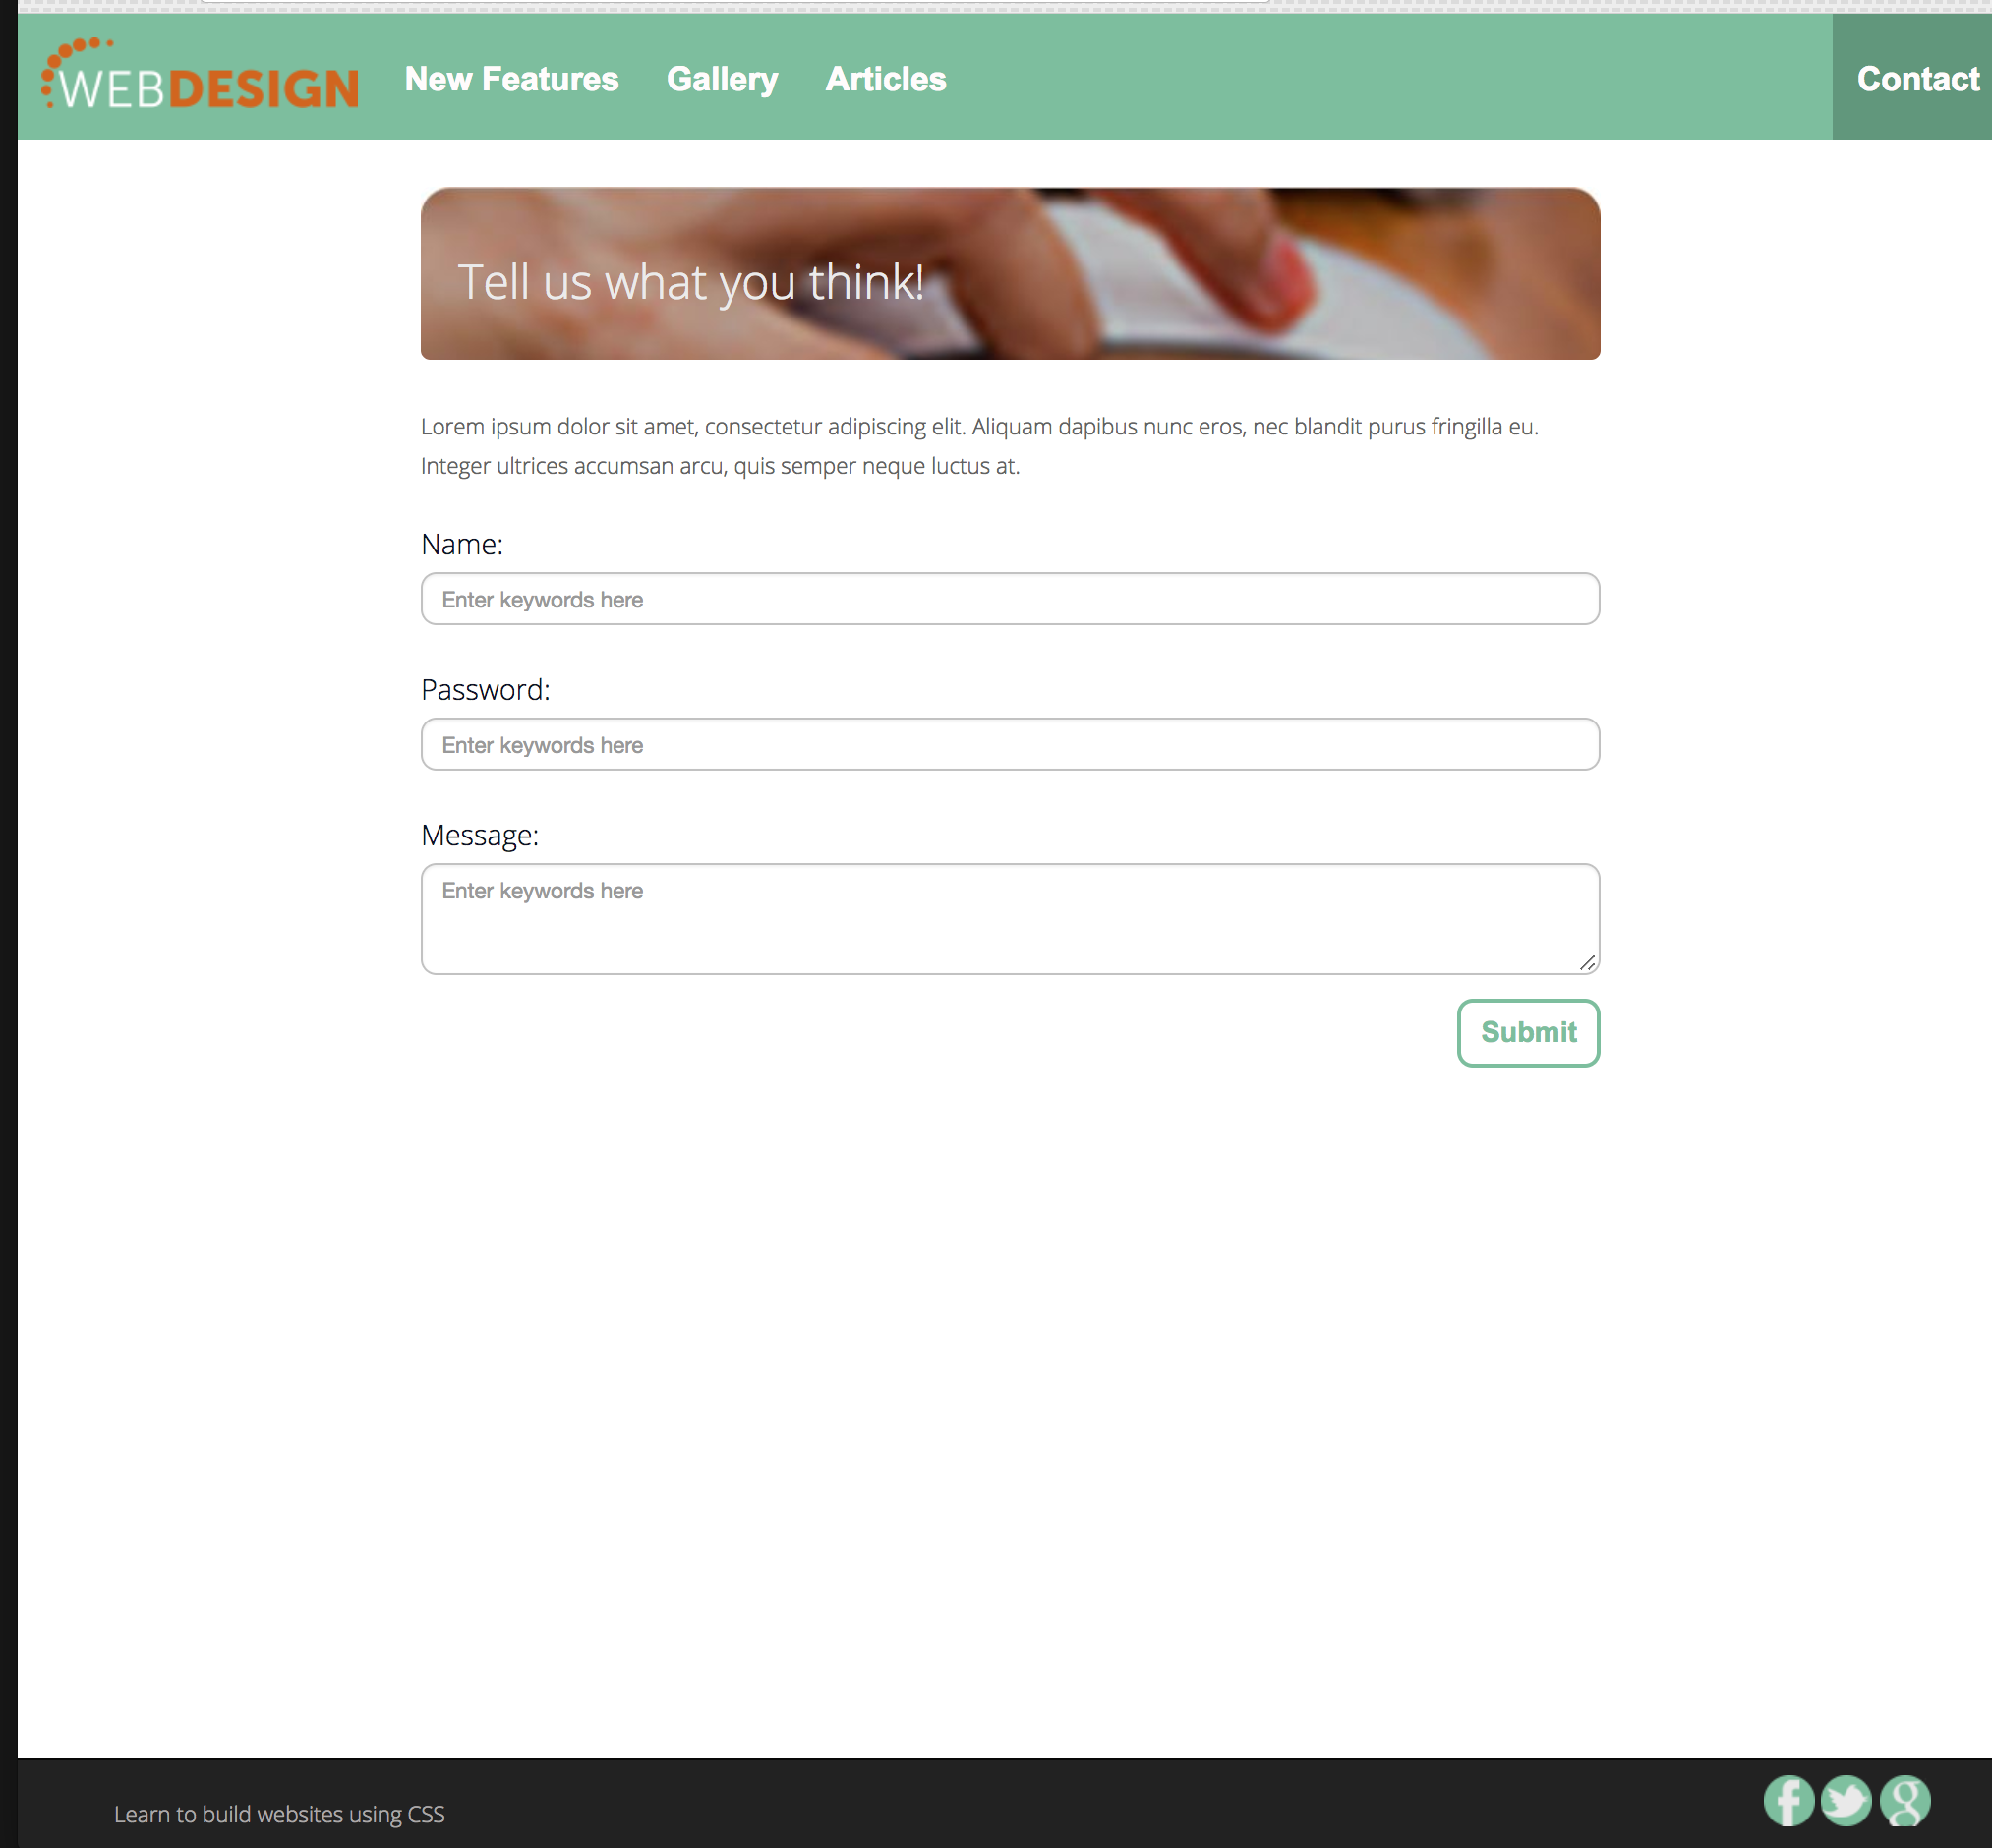 WEBDESIGN New Features Gallery Articles Contact
Tell us what you think!
Lorem ipsum dolor sit amet, consectetur adipiscing elit. Aliquam dapibus nunc eros, nec blandit purus fringilla eu.
Integer ultrices accumsan arcu, quis semper neque luctus at.
Name:
Enter keywords here
Password:
Enter keywords here
Message:
Enter keywords here
Submit
Learn to build websites using CSS